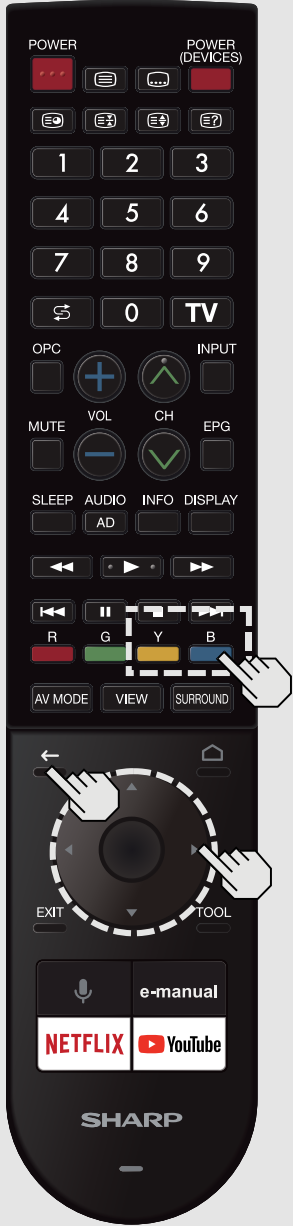 POWER POWER
(DEVICES)
1 2 3
4 5 6
7 8 9
0 TV
OPC INPUT
VOL CH
MUTE EPG
SLEEP AUDIO INFO DISPLAY
AD
R G Y B
AV MODE VIEW SURROUND
EXIT TOOL
e-manual
NETFLIX YouTube
SHARP